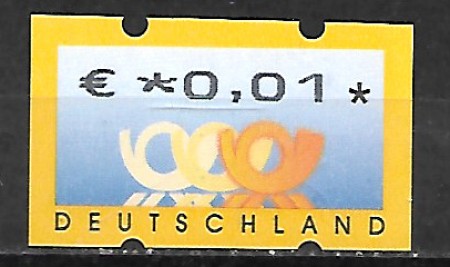 € *0,01*
DEUTSCHLAND